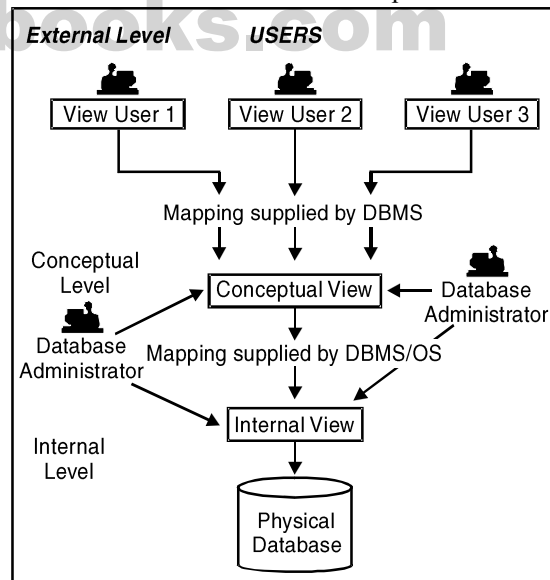 books.com
External Level USERS
View User 1 View User 2 View User 3
Mapping supplied by DBMS
Conceptual
Level
Conceptual View
Database
Administrator
Database
Administrator
Mapping supplied by DBMS/OS
Internal View
Internal
Level
Physical
Database